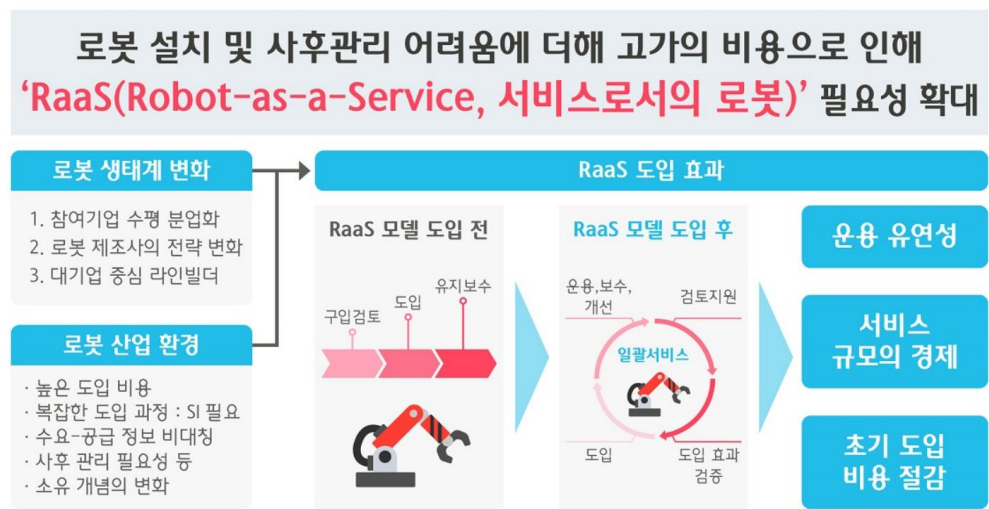 로봇 설치 및 사후관리 어려움에 더해 고가의 비용으로 인해
‘RaaS(Robot-as-a-Service, 서비스로서의 로봇)’ 필요성 확대
로봇 생태계 변화
1. 참여기업 수평 분업화
2. 로봇 제조사의 전략 변화
3. 대기업 중심 라인빌더
로봇 산업 환경
· 높은 도입 비용
· 복잡한 도입 과정 : SI 필요
· 수요-공급 정보 비대칭
· 사후 관리 필요성 등
· 소유 개념의 변화
RaaS 도입 효과
RaaS 모델 도입 전
구입검토
도입
유지보수
RaaS 모델 도입 후
운용,보수,
개선
검토지원
일괄서비스
도입
도입 효과
검증
운용 유연성
서비스
규모의 경제
초기 도입
비용 절감